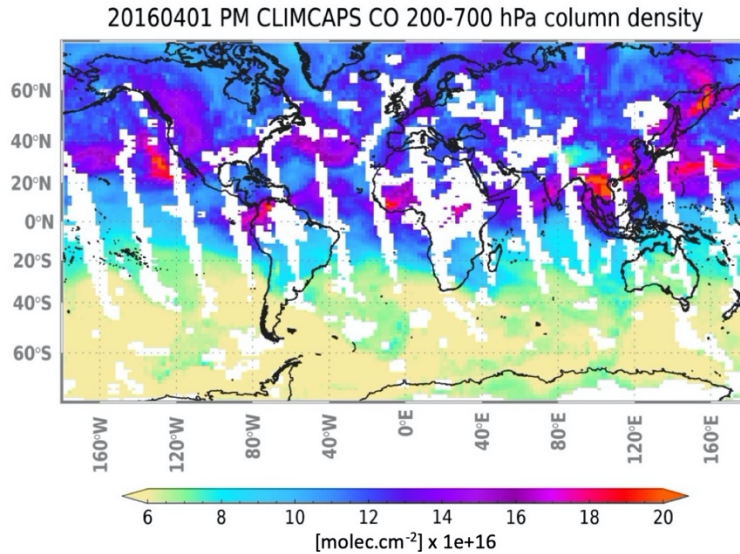 20160401 PM CLIMCAPS CO 200-700 hPa column density
60°N
40°N
20°N
0°N
20°S
40°S
60°S
160°W
120°W
80°W
40°W
0°E
40°E
80°E
120°E
160°E
6 8 10 12 14 16 18 20
[molec.cm⁻²] x 1e+16